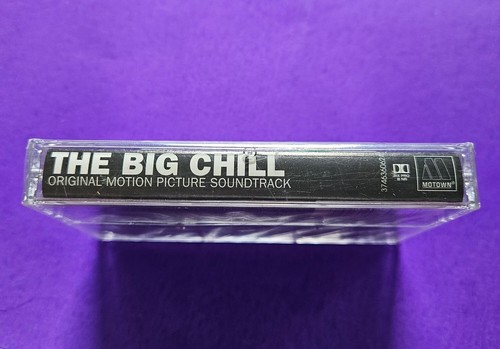 THE BIG CHILL
ORIGINAL MOTION PICTURE SOUNDTRACK
MOTOWN